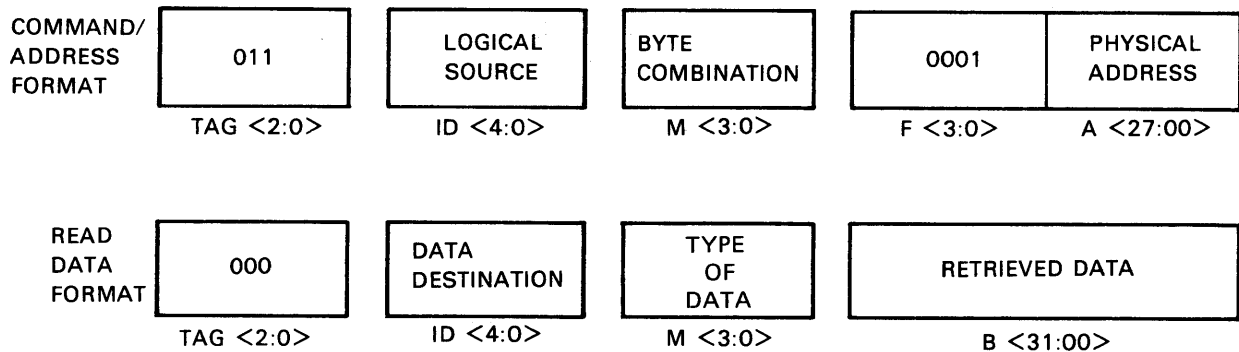 COMMAND/
ADDRESS
FORMAT
011
LOGICAL
SOURCE
BYTE
COMBINATION
0001
PHYSICAL
ADDRESS
TAG <2:0>
ID <4:0>
M <3:0>
F <3:0>
A <27:00>
READ
DATA
FORMAT
000
DATA
DESTINATION
TYPE
OF
DATA
RETRIEVED DATA
TAG <2:0>
ID <4:0>
M <3:0>
B <31:00>